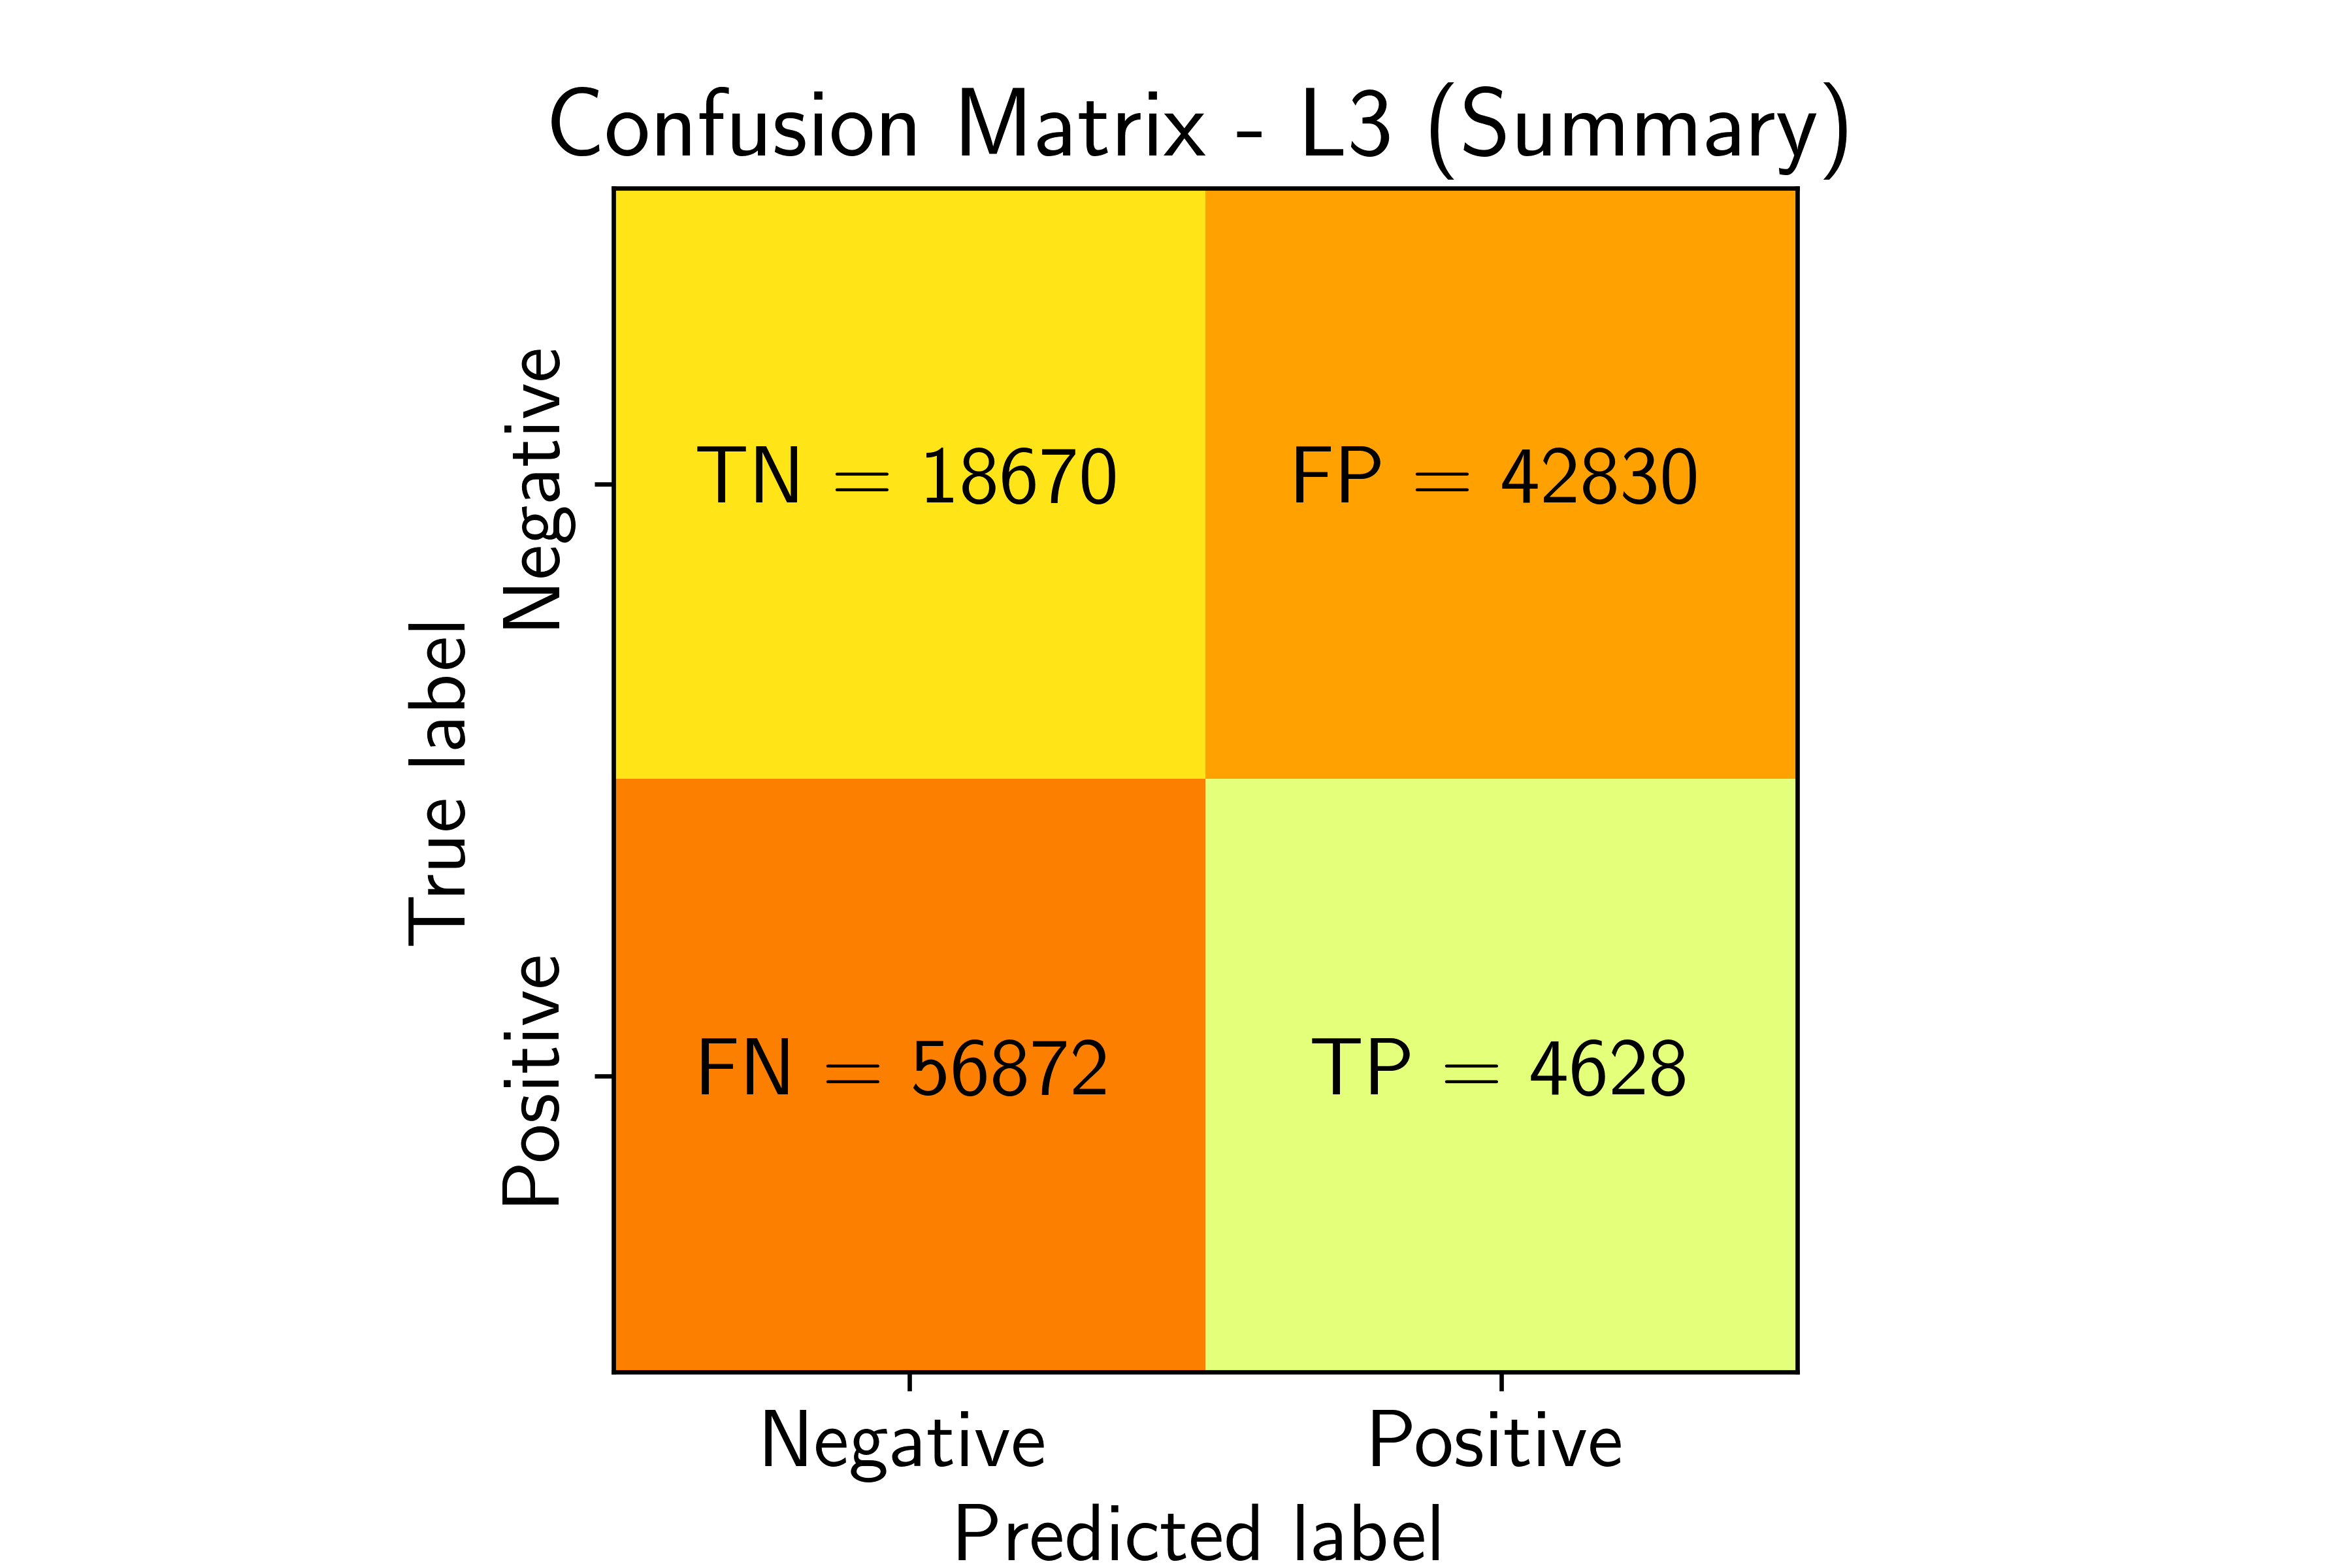 Confusion Matrix - L3 (Summary)
True label
Negative
TN = 18670
FP = 42830
Positive
FN = 56872
TP = 4628
Negative
Positive
Predicted label